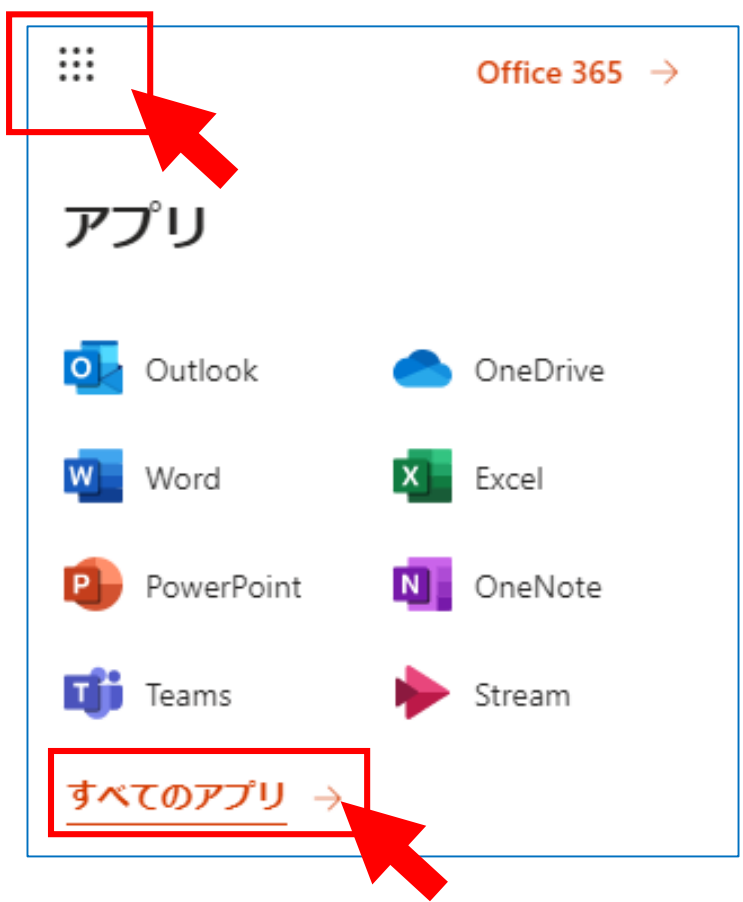 Office 365 →
アプリ
Outlook
OneDrive
Word
Excel
PowerPoint
OneNote
Teams
Stream
すべてのアプリ →